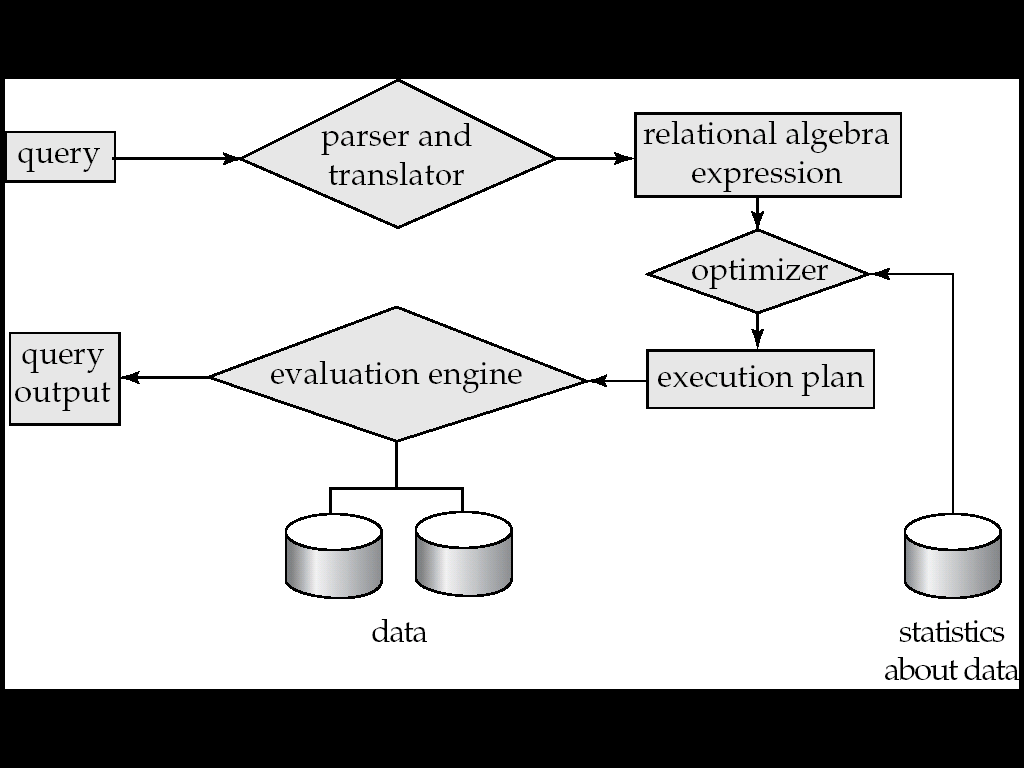 query
parser and
translator
relational algebra
expression
optimizer
query
output
evaluation engine
execution plan
data
statistics
about data